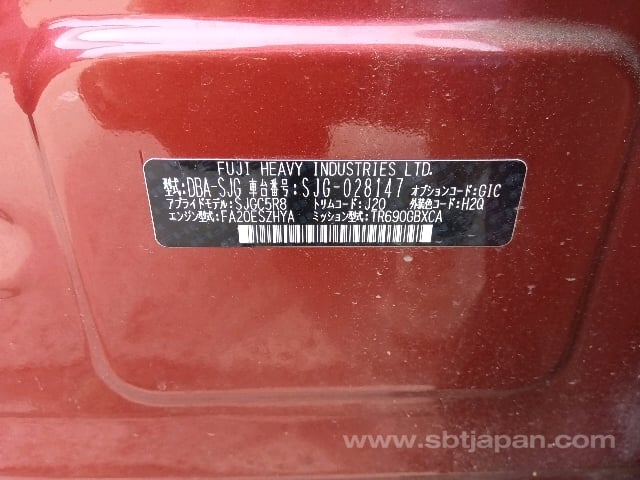 FUJI HEAVY INDUSTRIES LTD.
型式:DBA-SJG 車台番号:SJG-028147 オプションコード:GIC
アプライドモデル:SJGC5R8 トリムコード:J20 外装色コード:H2Q
エンジン型式:FA20ESZHYA ミッション型式:TR690GBXCA
www.sbtjapan.com